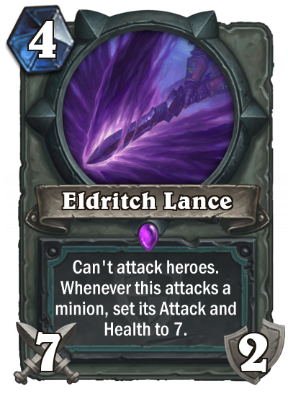 4
Eldritch Lance
Can't attack heroes.
Whenever this attacks a
minion, set its Attack and
Health to 7.
7
2